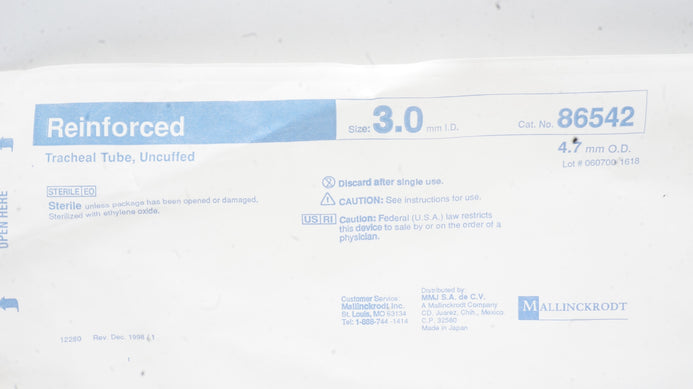 Reinforced
Size: 3.0 mm I.D.
Cat. No. 86542
Tracheal Tube, Uncuffed
4.7 mm O.D.
Lot # 060700 1618
STERILE EO
Sterile unless package has been opened or damaged.
Sterilized with ethylene oxide.
Discard after single use.
CAUTION: See instructions for use.
US RI Caution: Federal (U.S.A.) law restricts
this device to sale by or on the order of a
physician.
OPEN HERE
Customer Service:
Mallinckrodt, Inc.
St. Louis, MO 63134
Tel: 1-888-744-1414
Distributed by:
MMJ S.A. de C.V.
A Mallinckrodt Company
CD. Juarez, Chih., Mexico
C.P. 32580
Made in Japan
MALLINCKRODT
12280 Rev. Dec. 1998